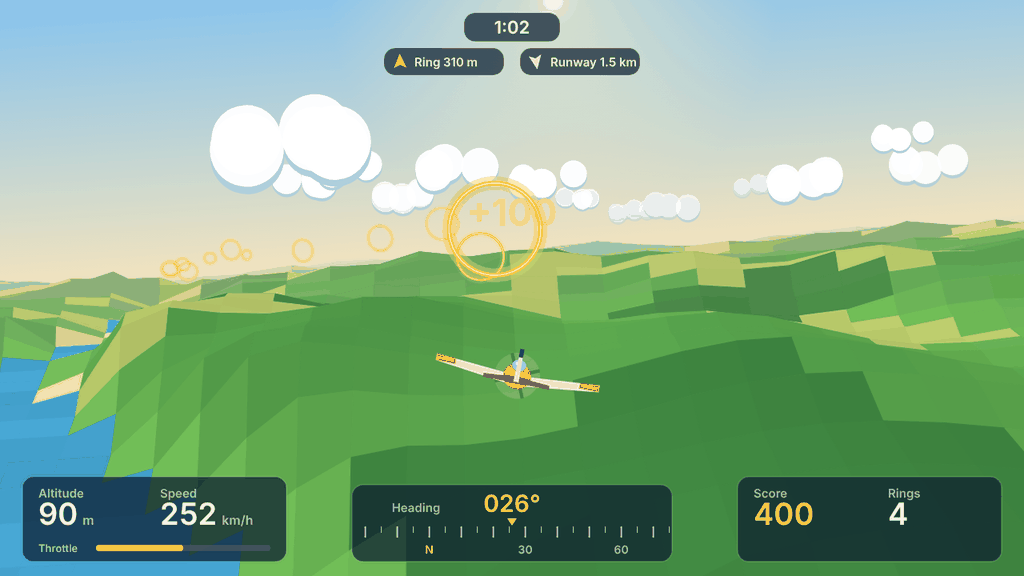 1:02
Ring 310 m
Runway 1.5 km
+100
Altitude
90 m
Speed
252 km/h
Throttle
Heading 026°
N 30 60
Score
400
Rings
4